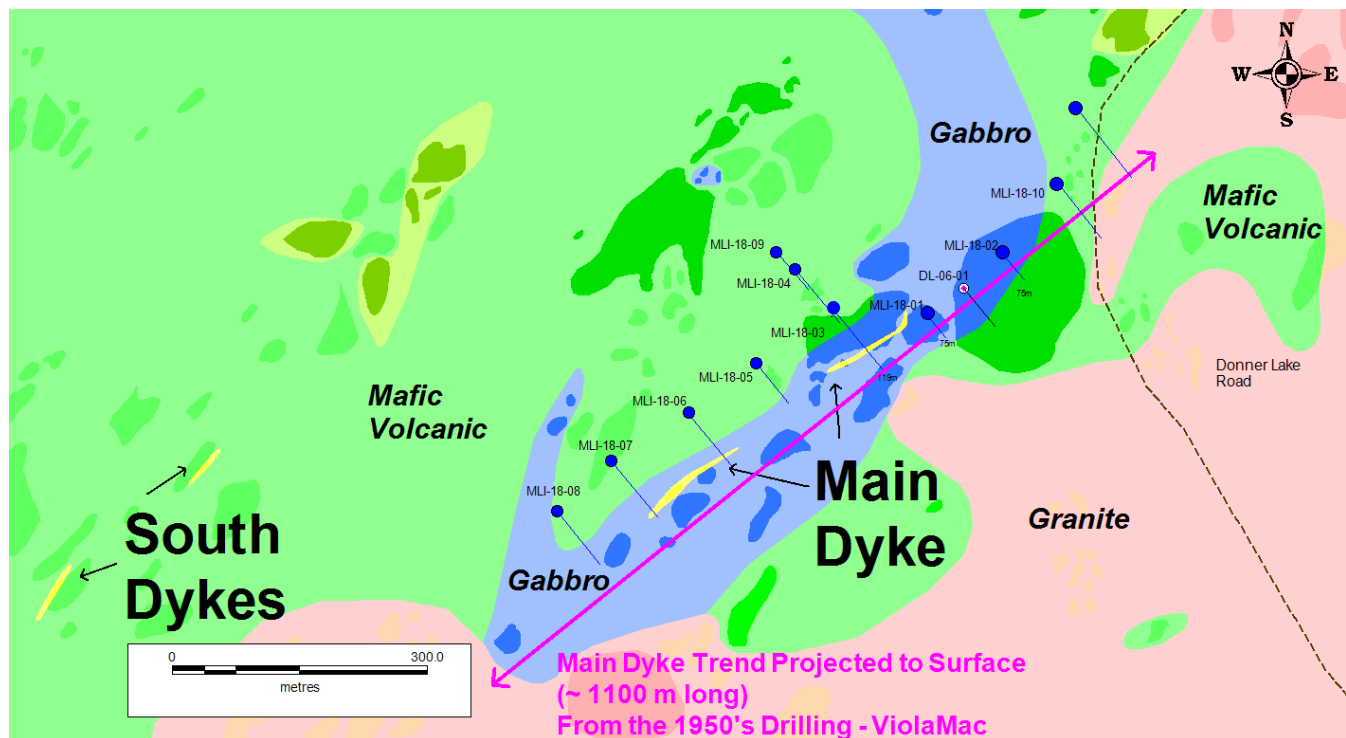 N
W E
S
Gabbro
MLI-18-10
Mafic
Volcanic
MLI-18-09
MLI-18-02
MLI-18-04
DL-06-01
75m
MLI-18-01
MLI-18-03
75m
Donner Lake
Road
MLI-18-05
119m
Mafic
Volcanic
MLI-18-06
MLI-18-07
Main
Dyke
MLI-18-08
Granite
South
Dykes
Gabbro
0 300.0
metres
Main Dyke Trend Projected to Surface
(~ 1100 m long)
From the 1950's Drilling - ViolaMac